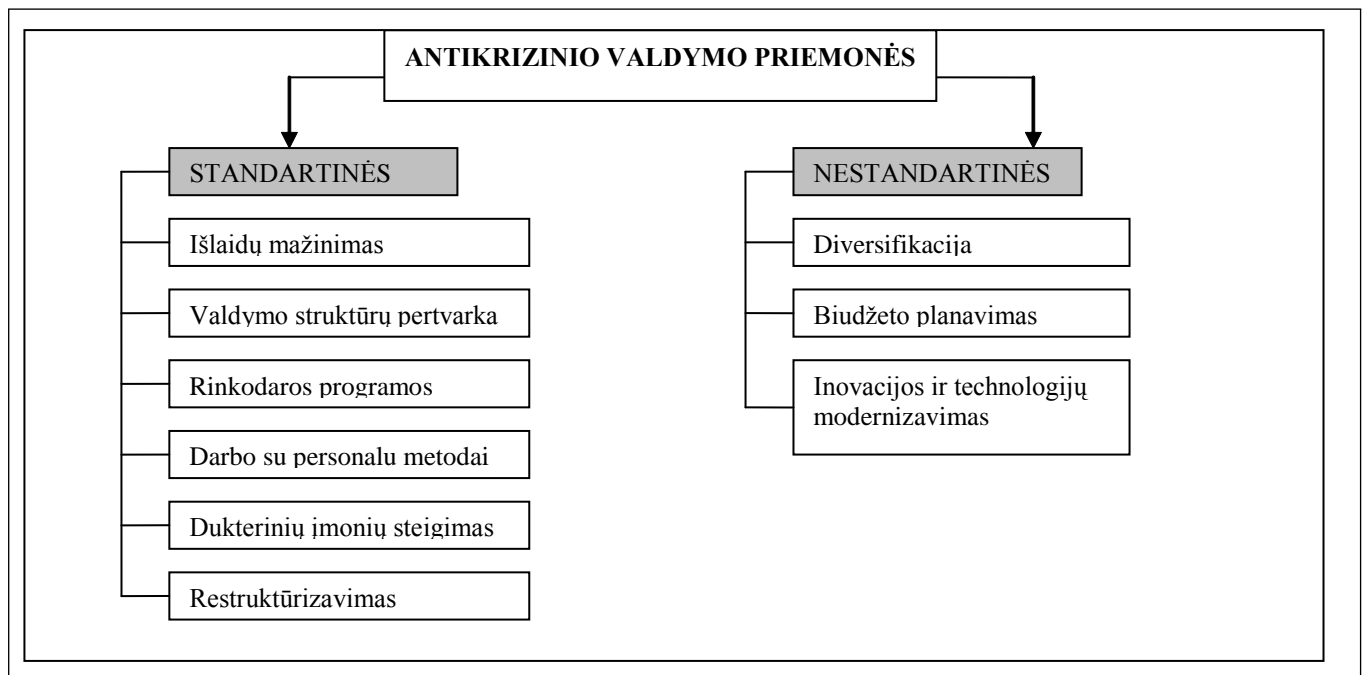 ANTIKRIZINIO VALDYMO PRIEMONĖS
STANDARTINĖS
Išlaidų mažinimas
Valdymo struktūrų pertvarka
Rinkodaros programos
Darbo su personalu metodai
Dukterinių įmonių steigimas
Restruktūrizavimas
NESTANDARTINĖS
Diversifikacija
Biudžeto planavimas
Inovacijos ir technologijų
modernizavimas